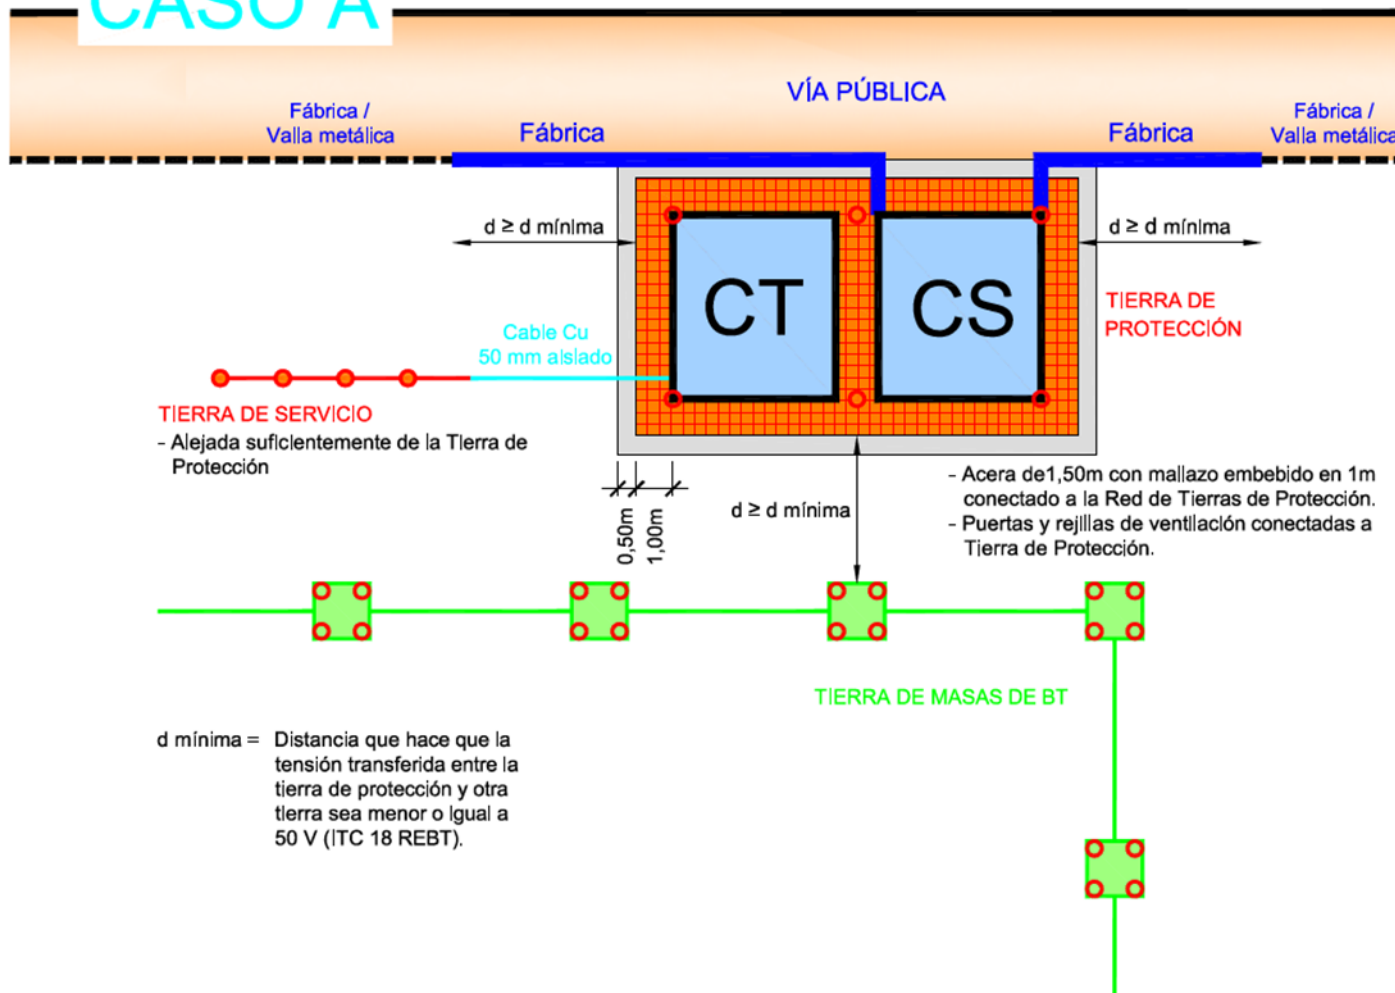 CASO A
VÍA PÚBLICA
Fábrica /
Valla metálica
Fábrica
Fábrica
Fábrica /
Valla metálica
d ≥ d mínima
d ≥ d mínima
CT
CS
TIERRA DE
PROTECCIÓN
Cable Cu
50 mm aislado
TIERRA DE SERVICIO
- Alejada suficientemente de la Tierra de
Protección
0,50m
1,00m
d ≥ d mínima
- Acera de1,50m con mallazo embebido en 1m
conectado a la Red de Tierras de Protección.
- Puertas y rejillas de ventilación conectadas a
Tierra de Protección.
TIERRA DE MASAS DE BT
d mínima = Distancia que hace que la
tensión transferida entre la
tierra de protección y otra
tierra sea menor o igual a
50 V (ITC 18 REBT).